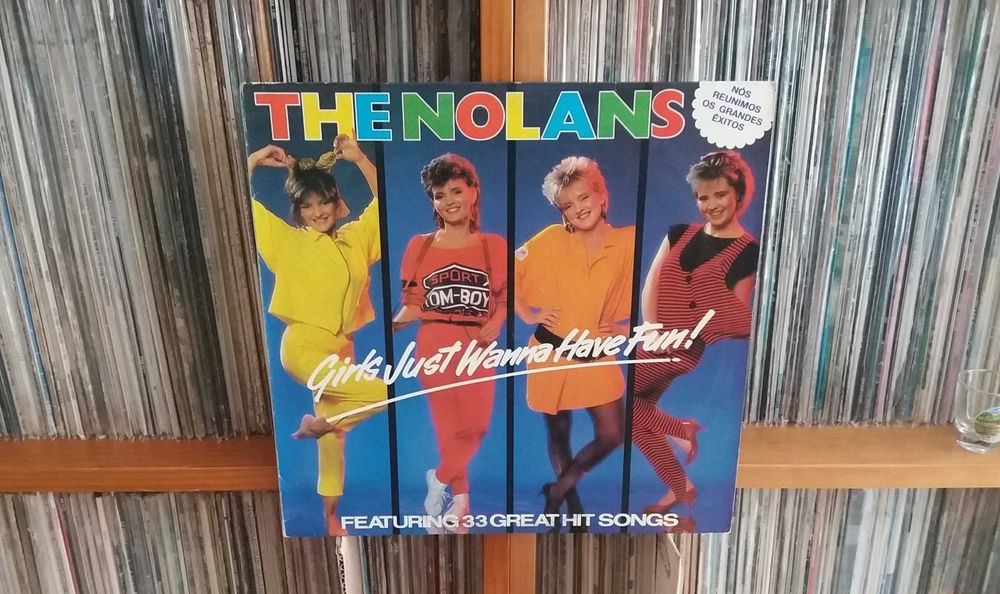 THE NOLANS
NÓS
REUNIMOS
OS GRANDES
ÊXITOS
SPORT
TOM-BOY
Girls Just Wanna Have Fun!
FEATURING 33 GREAT HIT SONGS